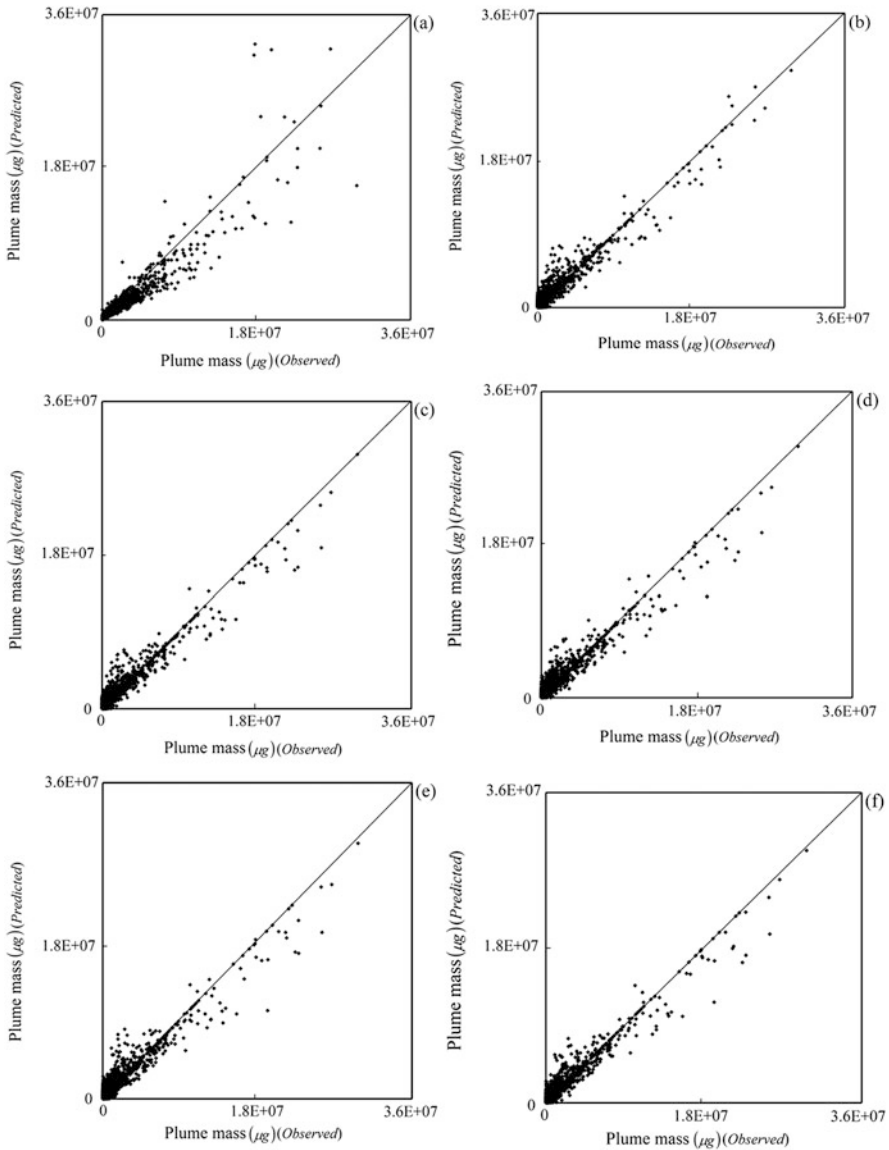 3.6E+07
(a)
Plume mass (μg) (Predicted)
1.8E+07
0
0
1.8E+07
3.6E+07
Plume mass (μg) (Observed)
3.6E+07
(b)
Plume mass (μg) (Predicted)
1.8E+07
0
0
1.8E+07
3.6E+07
Plume mass (μg) (Observed)
3.6E+07
(c)
Plume mass (μg) (Predicted)
1.8E+07
0
0
1.8E+07
3.6E+07
Plume mass (μg) (Observed)
3.6E+07
(d)
Plume mass (μg) (Predicted)
1.8E+07
0
0
1.8E+07
3.6E+07
Plume mass (μg) (Observed)
3.6E+07
(e)
Plume mass (μg) (Predicted)
1.8E+07
0
0
1.8E+07
3.6E+07
Plume mass (μg) (Observed)
3.6E+07
(f)
Plume mass (μg) (Predicted)
1.8E+07
0
0
1.8E+07
3.6E+07
Plume mass (μg) (Observed)